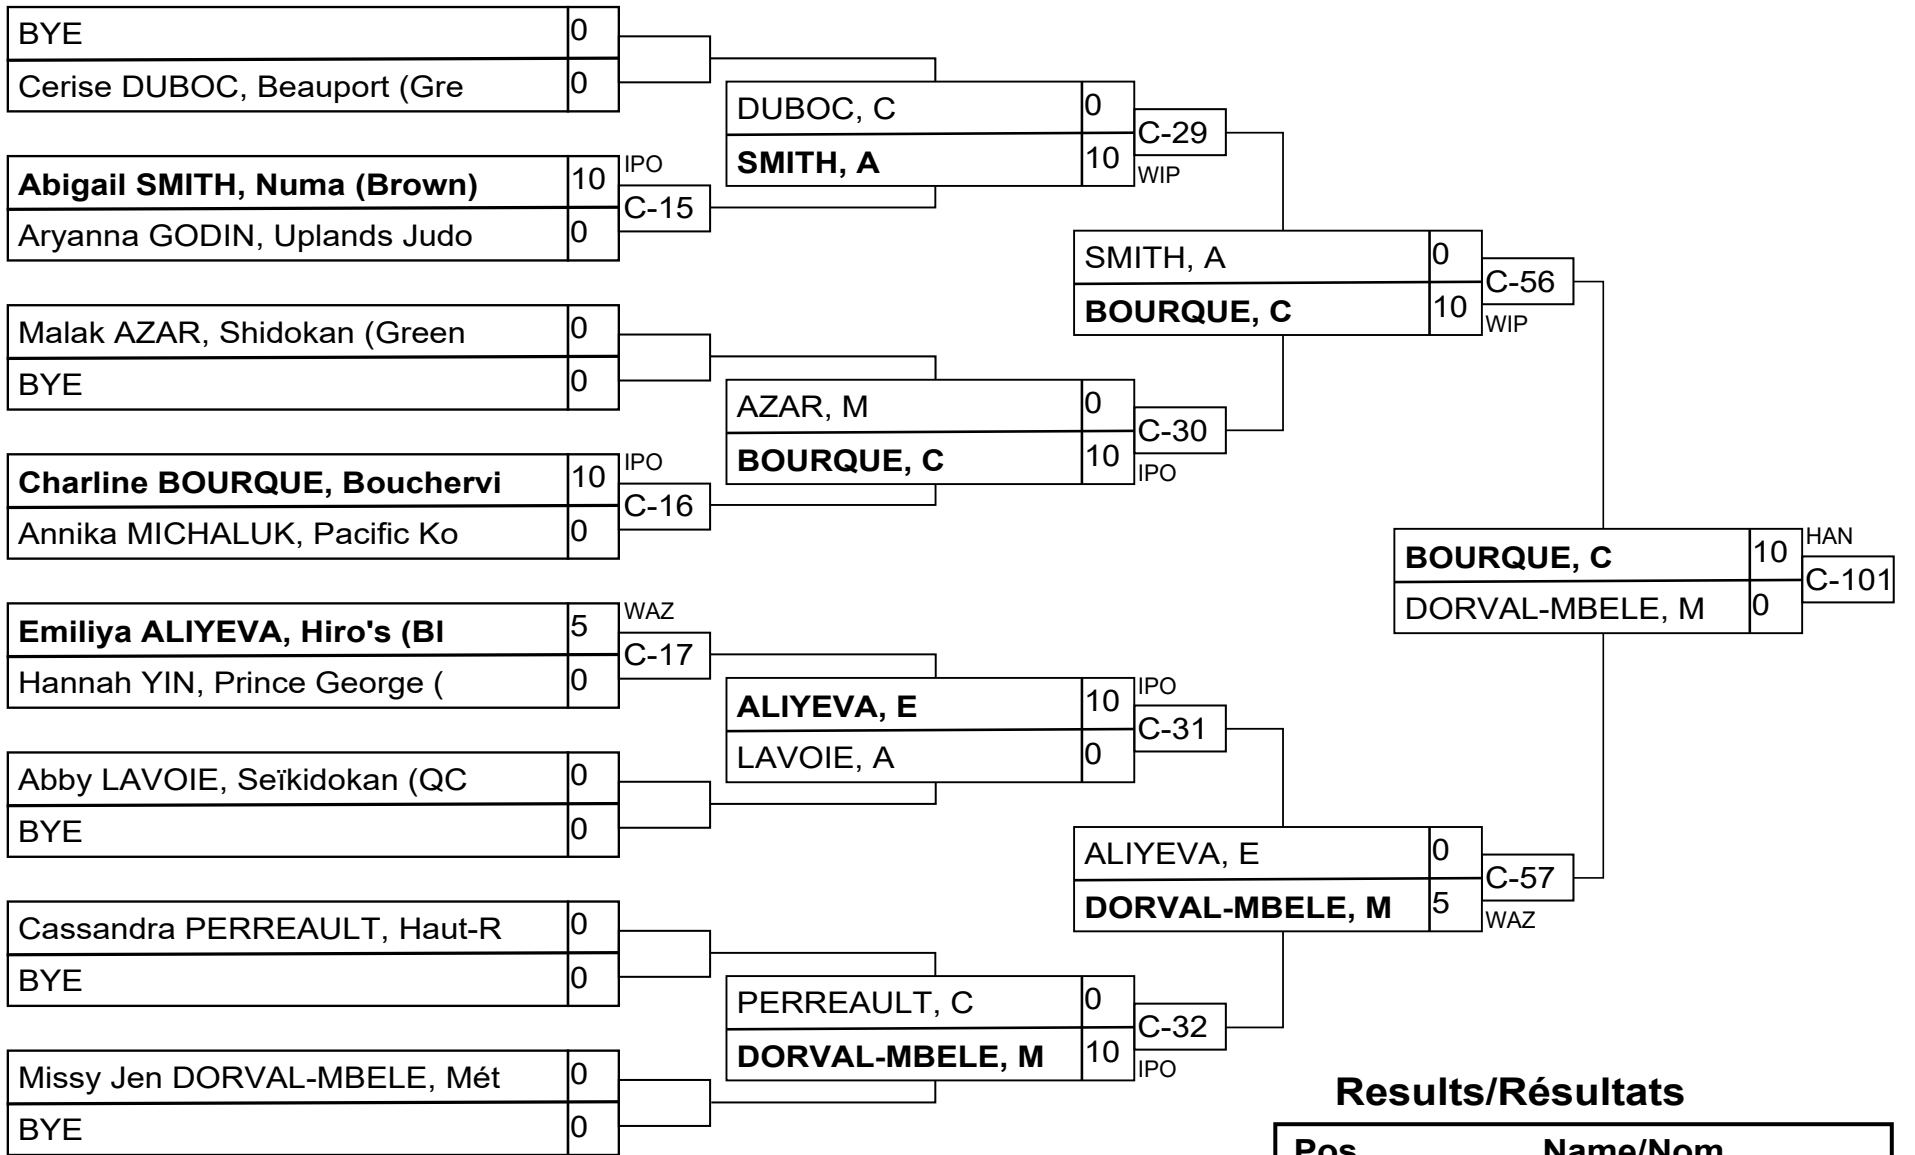 BYE 0
Cerise DUBOC, Beauport (Gre 0
Abigail SMITH, Numa (Brown) 10 IPO
C-15
Aryanna GODIN, Uplands Judo 0
Malak AZAR, Shidokan (Green 0
BYE 0
Charline BOURQUE, Bouchervi 10 IPO
C-16
Annika MICHALUK, Pacific Ko 0
Emiliya ALIYEVA, Hiro's (Bl 5 WAZ
C-17
Hannah YIN, Prince George ( 0
Abby LAVOIE, Seïkidokan (QC 0
BYE 0
Cassandra PERREAULT, Haut-R 0
BYE 0
Missy Jen DORVAL-MBELE, Mét 0
BYE 0
DUBOC, C 0
C-29
SMITH, A 10 WIP
AZAR, M 0
C-30
BOURQUE, C 10 IPO
ALIYEVA, E 10 IPO
C-31
LAVOIE, A 0
PERREAULT, C 0
C-32
DORVAL-MBELE, M 10 IPO
SMITH, A 0
C-56
BOURQUE, C 10 WIP
ALIYEVA, E 0
C-57
DORVAL-MBELE, M 5 WAZ
BOURQUE, C 10 HAN
C-101
DORVAL-MBELE, M 0
Results/Résultats
Pos Name/Nom